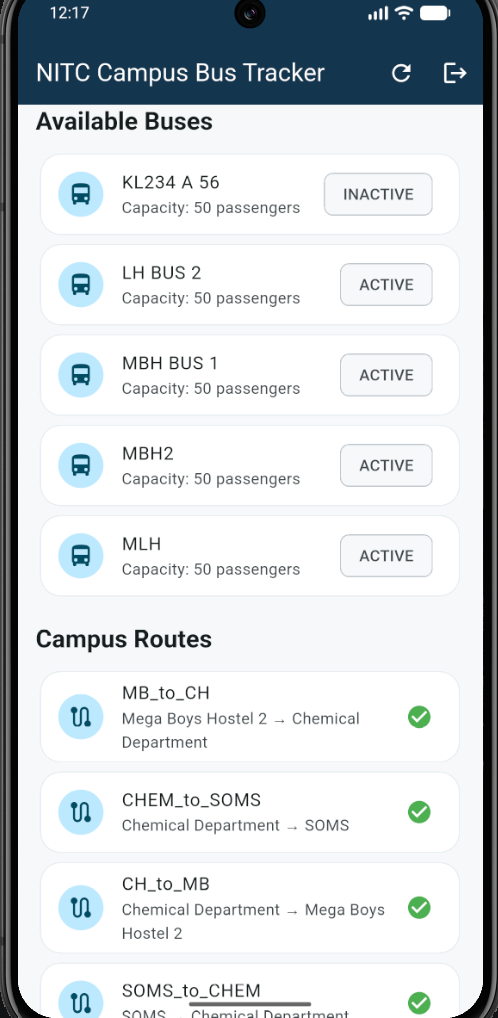 12:17
NITC Campus Bus Tracker
Available Buses
KL234 A 56
Capacity: 50 passengers
INACTIVE
LH BUS 2
Capacity: 50 passengers
ACTIVE
MBH BUS 1
Capacity: 50 passengers
ACTIVE
MBH2
Capacity: 50 passengers
ACTIVE
MLH
Capacity: 50 passengers
ACTIVE
Campus Routes
MB_to_CH
Mega Boys Hostel 2 → Chemical
Department
CHEM_to_SOMS
Chemical Department → SOMS
CH_to_MB
Chemical Department → Mega Boys
Hostel 2
SOMS_to_CHEM
SOMS → Chemical Department